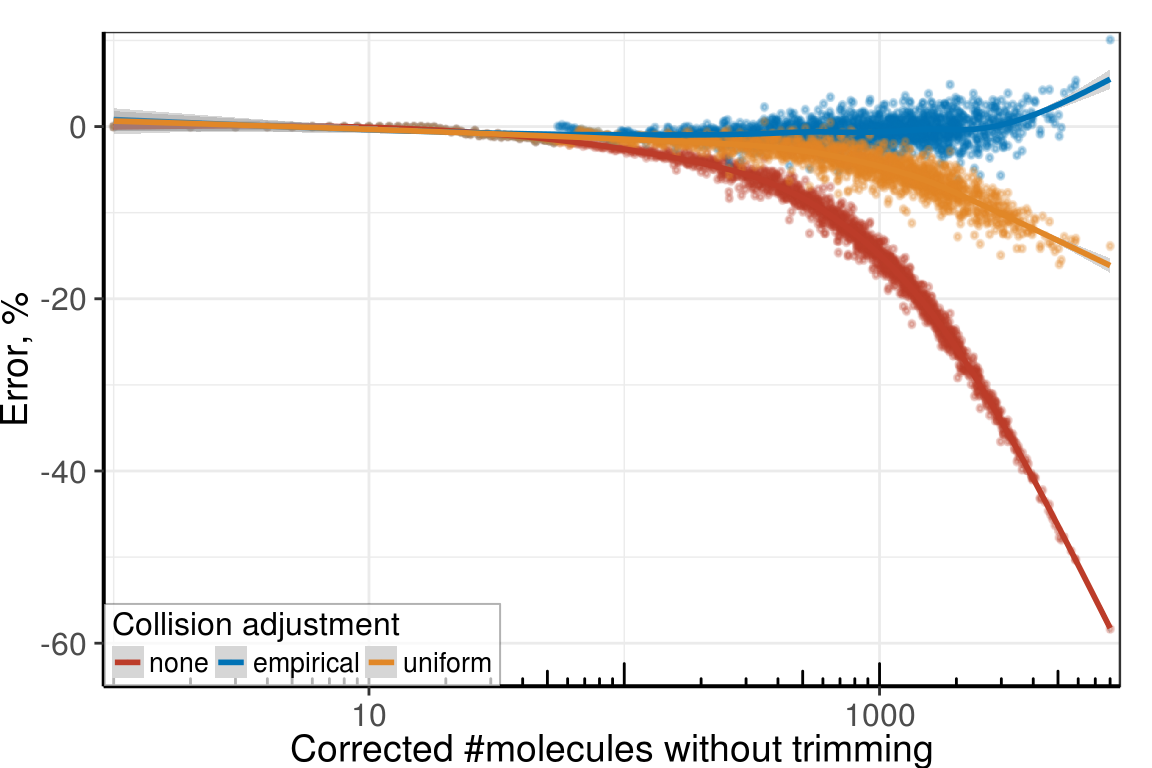 Error, %
0
-20
-40
-60
Collision adjustment
none empirical uniform
10 1000
Corrected #molecules without trimming